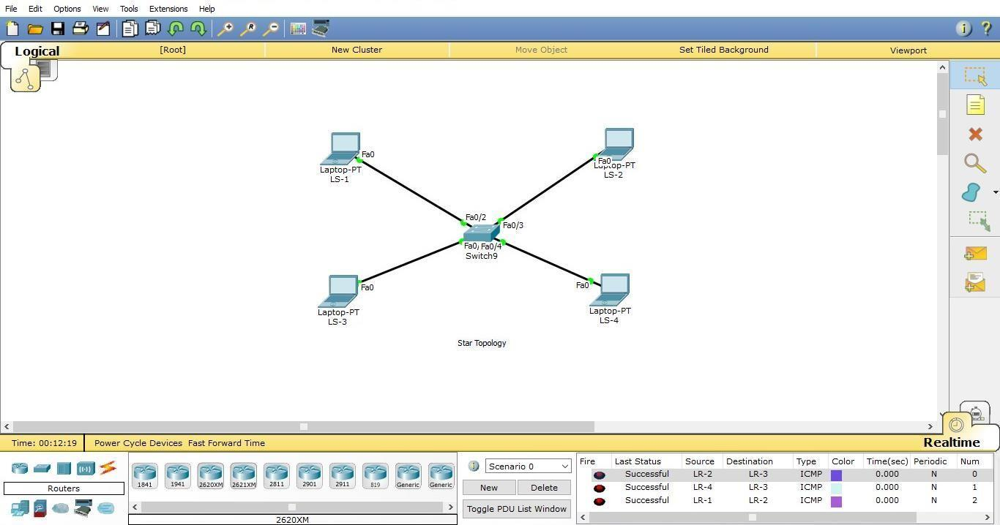 File Edit Options View Tools Extensions Help
Logical [Root] New Cluster Move Object Set Tiled Background Viewport
Fa0
Laptop-PT
LS-1
Fa0
Laptop-PT
LS-2
Fa0/2
Fa0/3
Fa0/ Fa0/4
Switch9
Fa0
Laptop-PT
LS-3
Fa0
Laptop-PT
LS-4
Star Topology
Time: 00:12:19 Power Cycle Devices Fast Forward Time Realtime
Routers
1841 1941 2620XM 2621XM 2811 2901 2911 819 Generic Generic
2620XM
Scenario 0
New Delete
Toggle PDU List Window
Fire Last Status Source Destination Type Color Time(sec) Periodic Num
Successful LR-2 LR-3 ICMP 0.000 N 0
Successful LR-4 LR-3 ICMP 0.000 N 1
Successful LR-1 LR-2 ICMP 0.000 N 2